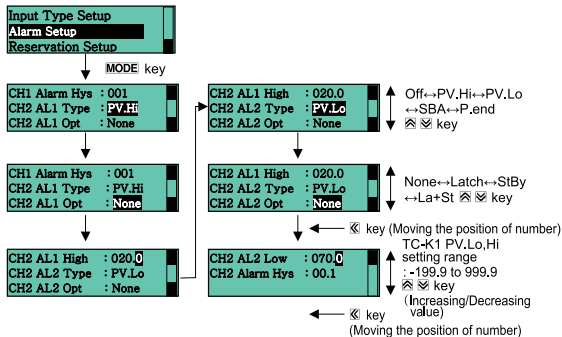 Input Type Setup
Alarm Setup
Reservation Setup
MODE key
CH1 Alarm Hys : 001
CH2 AL1 Type : PV.Hi
CH2 AL1 Opt : None
CH1 Alarm Hys : 001
CH2 AL1 Type : PV.Hi
CH2 AL1 Opt : None
CH2 AL1 High : 020.0
CH2 AL2 Type : PV.Lo
CH2 AL2 Opt : None
CH2 AL1 High : 020.0
CH2 AL2 Type : PV.Lo
CH2 AL2 Opt : None
Off↔PV.Hi↔PV.Lo
↔SBA↔P.end
key
CH2 AL1 High : 020.0
CH2 AL2 Type : PV.Lo
CH2 AL2 Opt : None
None↔Latch↔StBy
↔La+St key
key (Moving the position of number)
CH2 AL2 Low : 070.0
CH2 Alarm Hys : 00.1
TC-K1 PV.Lo,Hi
setting range
: -199.9 to 999.9
key
(Increasing/Decreasing
value)
key
(Moving the position of number)